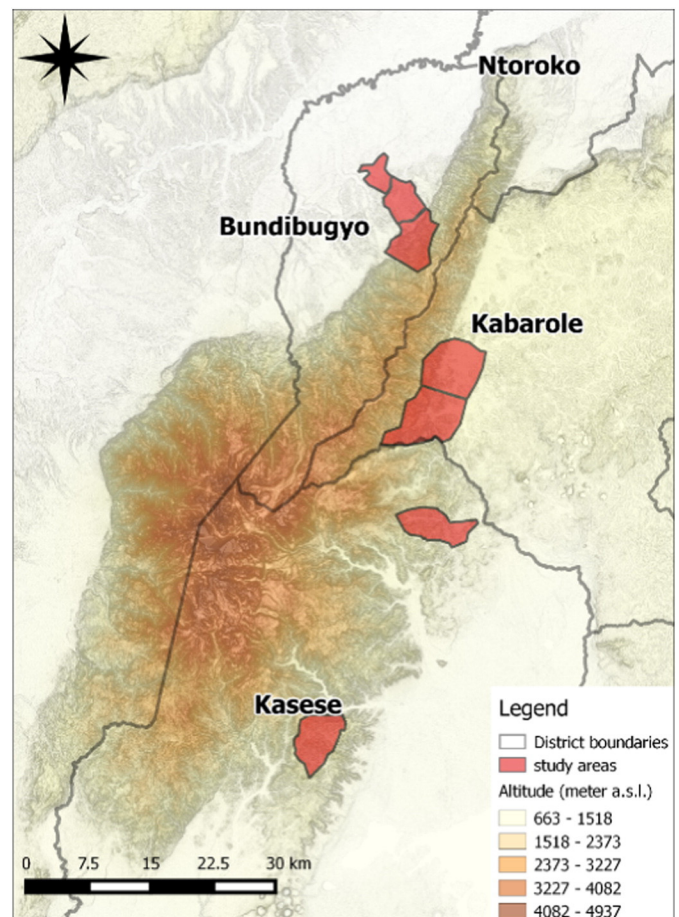 Ntoroko
Bundibugyo
Kabarole
Kasese
Legend
District boundaries
study areas
Altitude (meter a.s.l.)
663 - 1518
1518 - 2373
2373 - 3227
3227 - 4082
4082 - 4937
0 7.5 15 22.5 30 km